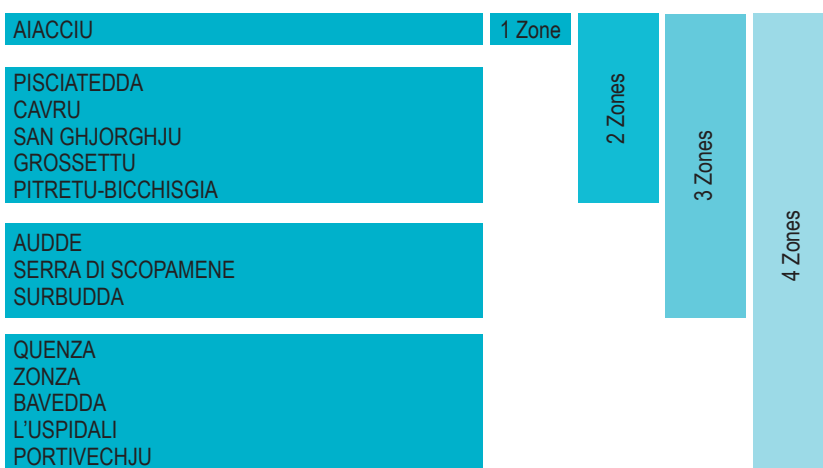 AIACCIU
1 Zone
2 Zones
3 Zones
4 Zones
PISCIATEDDA
CAVRU
SAN GHJORGHJU
GROSSETTU
PITRETU-BICCHISGIA
AUDDE
SERRA DI SCOPAMENE
SURBUDDA
QUENZA
ZONZA
BAVEDDA
L'USPIDALI
PORTIVECHJU